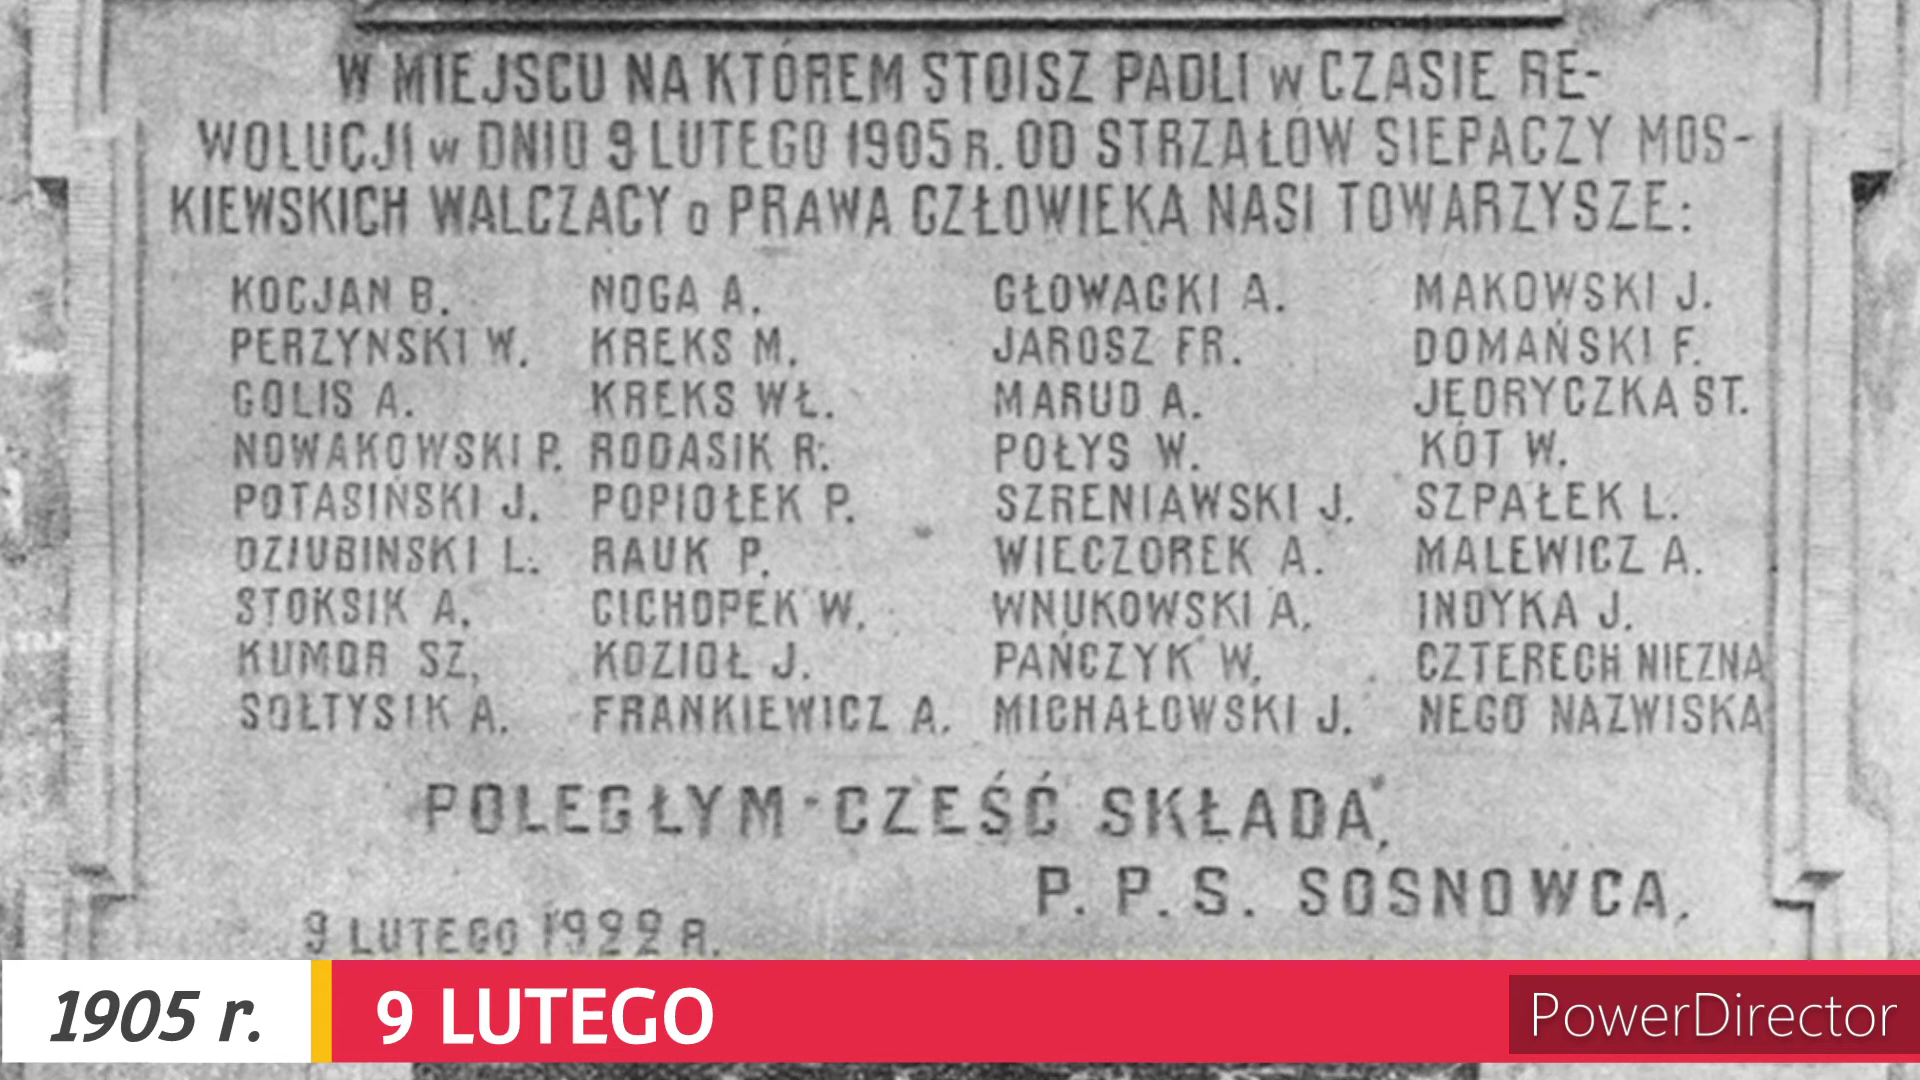 W MIEJSCU NA KTÓREM STOISZ PADLI w CZASIE RE-
WOLUCJI w DNIU 9 LUTEGO 1905 R. OD STRZAŁÓW SIEPACZY MOS-
KIEWSKICH WALCZACY o PRAWA CZŁOWIEKA NASI TOWARZYSZE:
KOCJAN B. NOGA A. GŁOWACKI A. MAKOWSKI J.
PERZYNSKI W. KREKS M. JAROSZ FR. DOMAŃSKI F.
GOLIS A. KREKS WŁ. MARUD A. JĘDRYCZKA ST.
NOWAKOWSKI P. RODASIK R. POŁYS W. KÓT W.
POTASIŃSKI J. POPIOŁEK P. SZRENIAWSKI J. SZPAŁEK L.
DZIUBINSKI L. RAUK P. WIECZOREK A. MALEWICZ A.
STOKSIK A. CICHOPEK W. WNUKOWSKI A. INDYKA J.
KUMOR SZ. KOZIOŁ J. PAŃCZYK W. CZTERECH NIEZNA
SOŁTYSIK A. FRANKIEWICZ A. MICHAŁOWSKI J. NEGO NAZWISKA
POLEGŁYM CZEŚĆ SKŁADA,
P. P. S. SOSNOWCA.
9 LUTEGO 1922 R.
1905 r. 9 LUTEGO PowerDirector